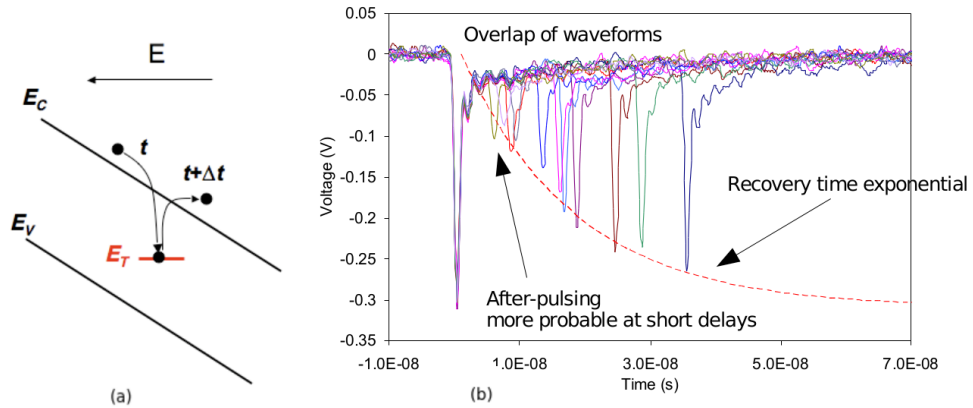 E
E_C
t
t+Δt
E_V
E_T
(a)
0.05
0
-0.05
-0.1
-0.15
-0.2
-0.25
-0.3
-0.35
Voltage (V)
Overlap of waveforms
Recovery time exponential
After-pulsing
more probable at short delays
-1.0E-08
1.0E-08
3.0E-08
5.0E-08
7.0E-08
Time (s)
(b)